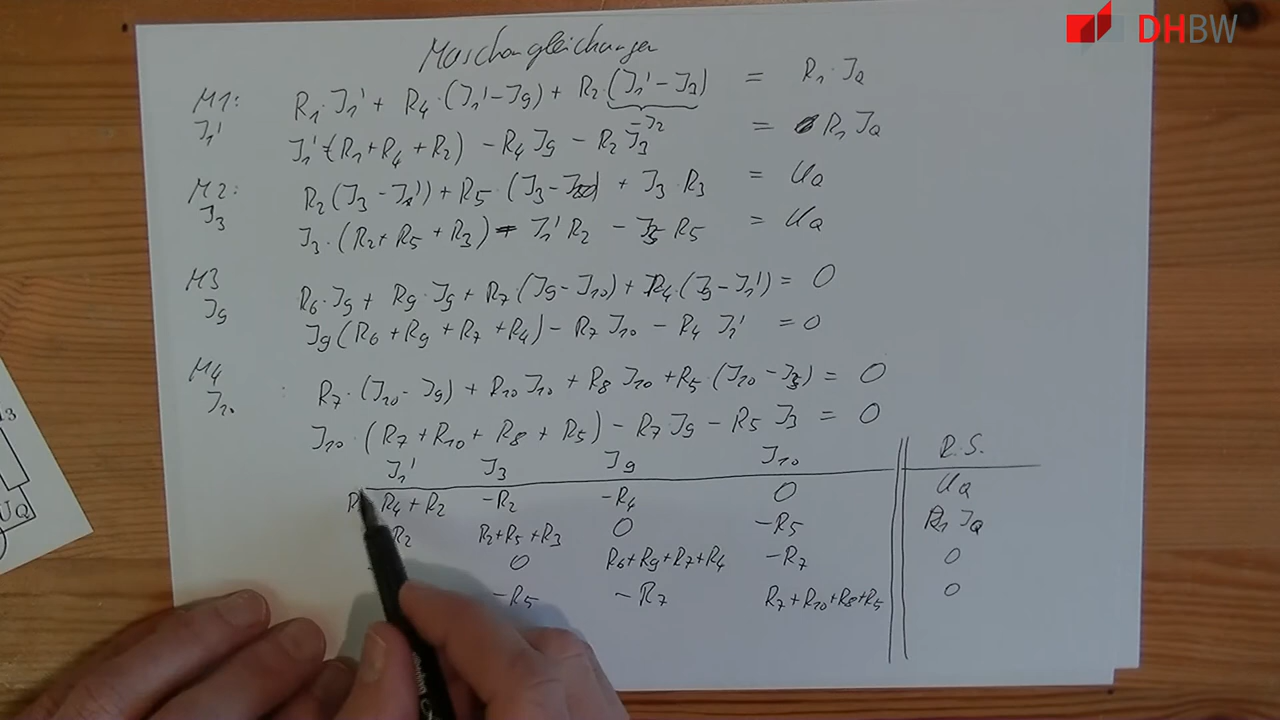 DHBW
Maschengleichungen
M1: R1·I1' + R4·(I1'-I9) + R2·(I1'-I3) = R1·IQ
-I2
I1' I1'·(R1+R4+R2) - R4 I9 - R2 I3 = R1 IQ
M2: R2(I3-I1') + R5·(I3-I10) + I3·R3 = UQ
I3 I3·(R2+R5+R3) - I1' R2 - I5 R5 = UQ
M3 R6·I9 + R9·I9 + R7·(I9-I10) + R4·(I9-I1') = 0
I9 I9(R6+R9+R7+R4) - R7 I10 - R4 I1' = 0
M4 : R7·(I10-I9) + R10 I10 + R8 I10 + R5·(I10-I3) = 0
I10 I10·(R7+R10+R8+R5) - R7·I9 - R5 I3 = 0
I1' I3 I9 I10 R.S.
R4+R2 -R2 -R4 0 UQ
R2 R2+R5+R3 0 -R5 R1 IQ
0 R6+R9+R7+R4 -R7 0
-R5 -R7 R7+R10+R8+R5 0
3
UQ